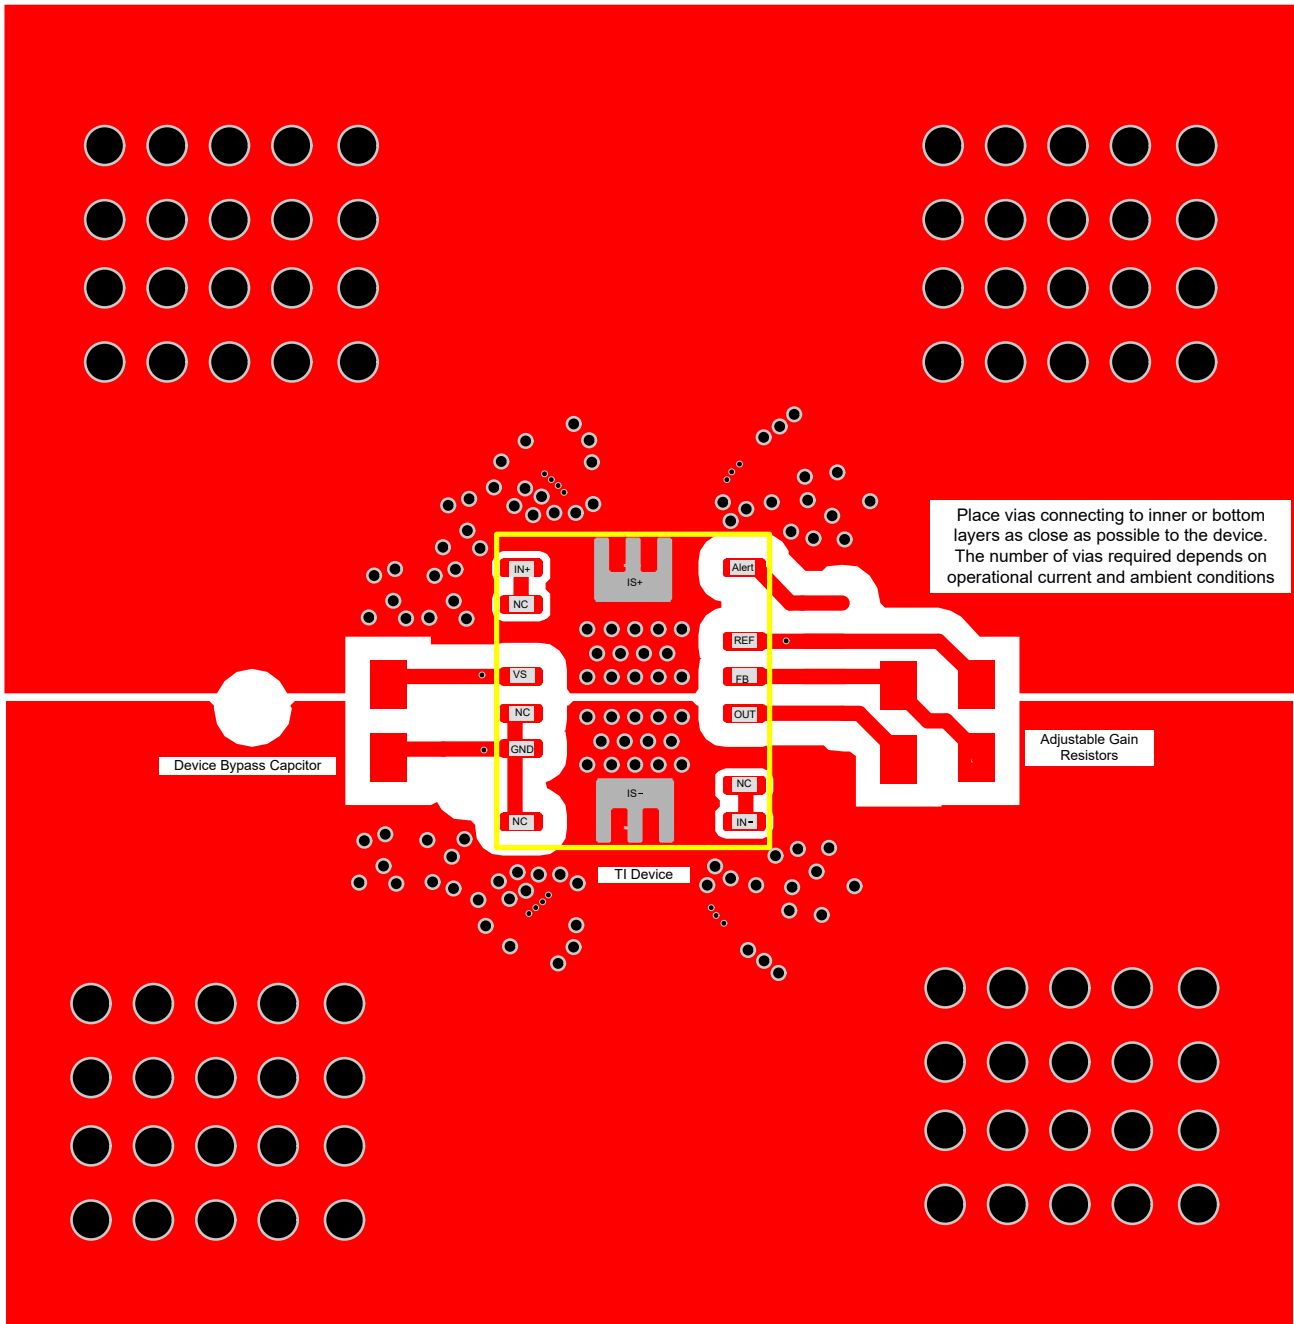 Place vias connecting to inner or bottom
layers as close as possible to the device.
The number of vias required depends on
operational current and ambient conditions
IN+
IS+
Alert
NC
REF
VS
FB
NC
OUT
GND
Adjustable Gain
Resistors
Device Bypass Capcitor
NC
IS−
NC
IN−
TI Device